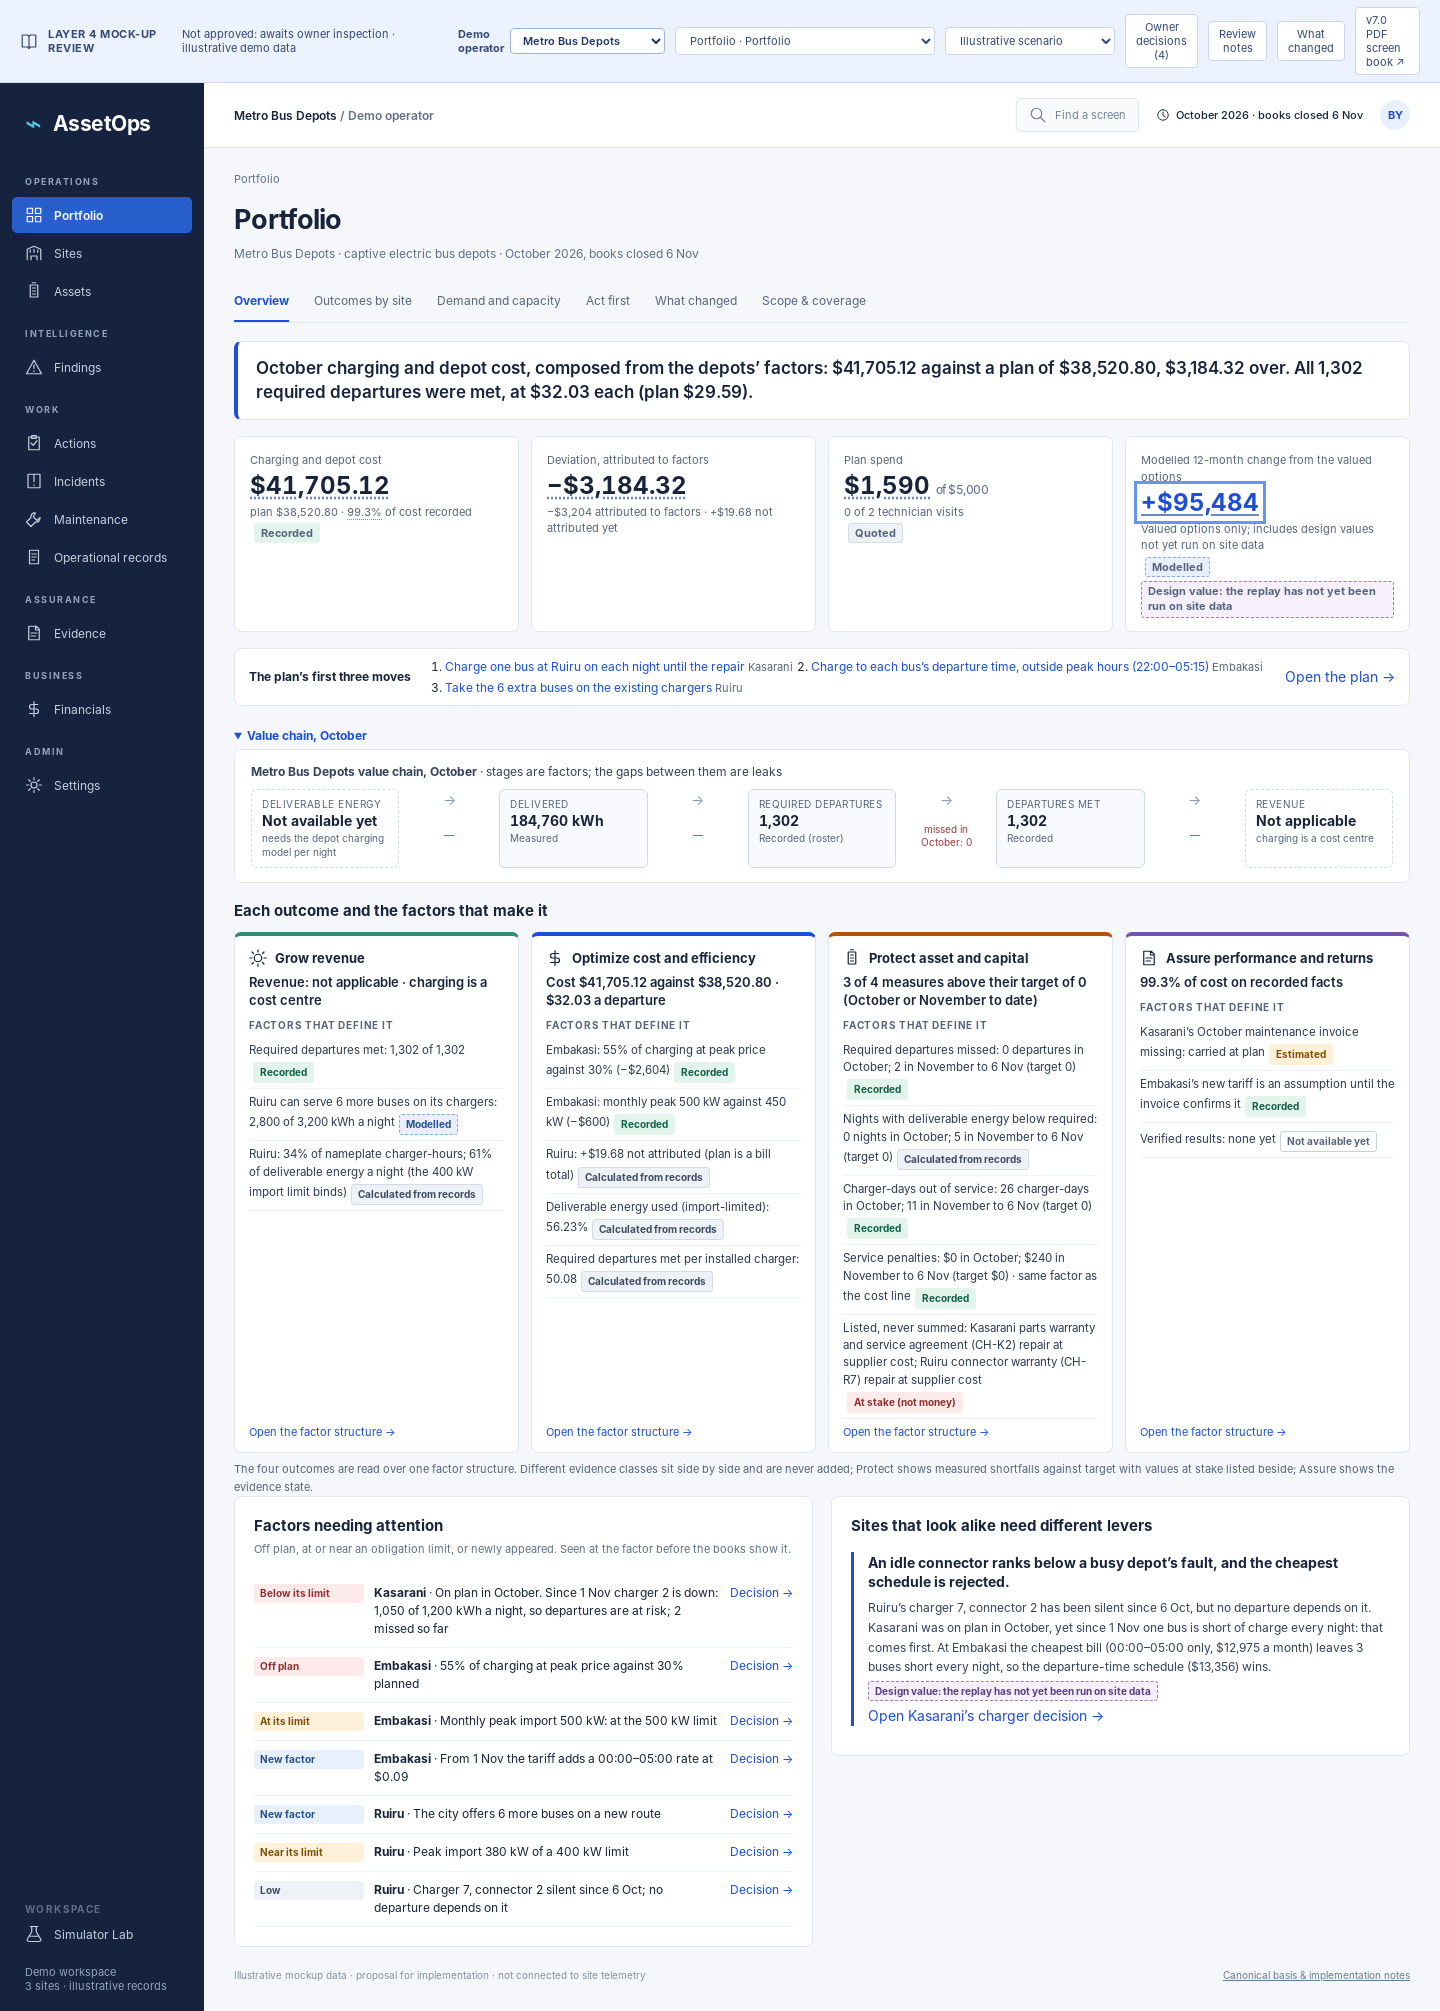 LAYER 4 MOCK-UP
REVIEW
Not approved: awaits owner inspection ·
illustrative demo data
Demo
operator
Metro Bus Depots
Portfolio · Portfolio
Illustrative scenario
Owner
decisions
(4)
Review
notes
What
changed
v7.0
PDF
screen
book ↗
AssetOps
OPERATIONS
Portfolio
Sites
Assets
INTELLIGENCE
Findings
WORK
Actions
Incidents
Maintenance
Operational records
ASSURANCE
Evidence
BUSINESS
Financials
ADMIN
Settings
WORKSPACE
Simulator Lab
Demo workspace
3 sites · illustrative records
Metro Bus Depots / Demo operator
Find a screen
October 2026 · books closed 6 Nov
BY
Portfolio
Portfolio
Metro Bus Depots · captive electric bus depots · October 2026, books closed 6 Nov
Overview
Outcomes by site
Demand and capacity
Act first
What changed
Scope & coverage
October charging and depot cost, composed from the depots’ factors: $41,705.12 against a plan of $38,520.80, $3,184.32 over. All 1,302
required departures were met, at $32.03 each (plan $29.59).
Charging and depot cost
$41,705.12
plan $38,520.80 · 99.3% of cost recorded
Recorded
Deviation, attributed to factors
−$3,184.32
−$3,204 attributed to factors · +$19.68 not
attributed yet
Plan spend
$1,590 of $5,000
0 of 2 technician visits
Quoted
Modelled 12-month change from the valued
options
+$95,484
Valued options only; includes design values
not yet run on site data
Modelled
Design value: the replay has not yet been
run on site data
The plan’s first three moves
1. Charge one bus at Ruiru on each night until the repair Kasarani 2. Charge to each bus’s departure time, outside peak hours (22:00–05:15) Embakasi
3. Take the 6 extra buses on the existing chargers Ruiru
Open the plan →
▼ Value chain, October
Metro Bus Depots value chain, October · stages are factors; the gaps between them are leaks
DELIVERABLE ENERGY
Not available yet
needs the depot charging
model per night
→
—
DELIVERED
184,760 kWh
Measured
→
—
REQUIRED DEPARTURES
1,302
Recorded (roster)
→
missed in
October: 0
DEPARTURES MET
1,302
Recorded
→
—
REVENUE
Not applicable
charging is a cost centre
Each outcome and the factors that make it
Grow revenue
Revenue: not applicable · charging is a
cost centre
FACTORS THAT DEFINE IT
Required departures met: 1,302 of 1,302
Recorded
Ruiru can serve 6 more buses on its chargers:
2,800 of 3,200 kWh a night Modelled
Ruiru: 34% of nameplate charger-hours; 61%
of deliverable energy a night (the 400 kW
import limit binds) Calculated from records
Open the factor structure →
Optimize cost and efficiency
Cost $41,705.12 against $38,520.80 ·
$32.03 a departure
FACTORS THAT DEFINE IT
Embakasi: 55% of charging at peak price
against 30% (−$2,604) Recorded
Embakasi: monthly peak 500 kW against 450
kW (−$600) Recorded
Ruiru: +$19.68 not attributed (plan is a bill
total) Calculated from records
Deliverable energy used (import-limited):
56.23% Calculated from records
Required departures met per installed charger:
50.08 Calculated from records
Open the factor structure →
Protect asset and capital
3 of 4 measures above their target of 0
(October or November to date)
FACTORS THAT DEFINE IT
Required departures missed: 0 departures in
October; 2 in November to 6 Nov (target 0)
Recorded
Nights with deliverable energy below required:
0 nights in October; 5 in November to 6 Nov
(target 0) Calculated from records
Charger-days out of service: 26 charger-days
in October; 11 in November to 6 Nov (target 0)
Recorded
Service penalties: $0 in October; $240 in
November to 6 Nov (target $0) · same factor as
the cost line Recorded
Listed, never summed: Kasarani parts warranty
and service agreement (CH-K2) repair at
supplier cost; Ruiru connector warranty (CH-
R7) repair at supplier cost
At stake (not money)
Open the factor structure →
Assure performance and returns
99.3% of cost on recorded facts
FACTORS THAT DEFINE IT
Kasarani’s October maintenance invoice
missing: carried at plan Estimated
Embakasi’s new tariff is an assumption until the
invoice confirms it Recorded
Verified results: none yet Not available yet
Open the factor structure →
The four outcomes are read over one factor structure. Different evidence classes sit side by side and are never added; Protect shows measured shortfalls against target with values at stake listed beside; Assure shows the
evidence state.
Factors needing attention
Off plan, at or near an obligation limit, or newly appeared. Seen at the factor before the books show it.
Below its limit
Kasarani · On plan in October. Since 1 Nov charger 2 is down:
1,050 of 1,200 kWh a night, so departures are at risk; 2
missed so far
Decision →
Off plan
Embakasi · 55% of charging at peak price against 30%
planned
Decision →
At its limit
Embakasi · Monthly peak import 500 kW: at the 500 kW limit
Decision →
New factor
Embakasi · From 1 Nov the tariff adds a 00:00–05:00 rate at
$0.09
Decision →
New factor
Ruiru · The city offers 6 more buses on a new route
Decision →
Near its limit
Ruiru · Peak import 380 kW of a 400 kW limit
Decision →
Low
Ruiru · Charger 7, connector 2 silent since 6 Oct; no
departure depends on it
Decision →
Sites that look alike need different levers
An idle connector ranks below a busy depot’s fault, and the cheapest
schedule is rejected.
Ruiru’s charger 7, connector 2 has been silent since 6 Oct, but no departure depends on it.
Kasarani was on plan in October, yet since 1 Nov one bus is short of charge every night: that
comes first. At Embakasi the cheapest bill (00:00–05:00 only, $12,975 a month) leaves 3
buses short every night, so the departure-time schedule ($13,356) wins.
Design value: the replay has not yet been run on site data
Open Kasarani’s charger decision →
Illustrative mockup data · proposal for implementation · not connected to site telemetry
Canonical basis & implementation notes